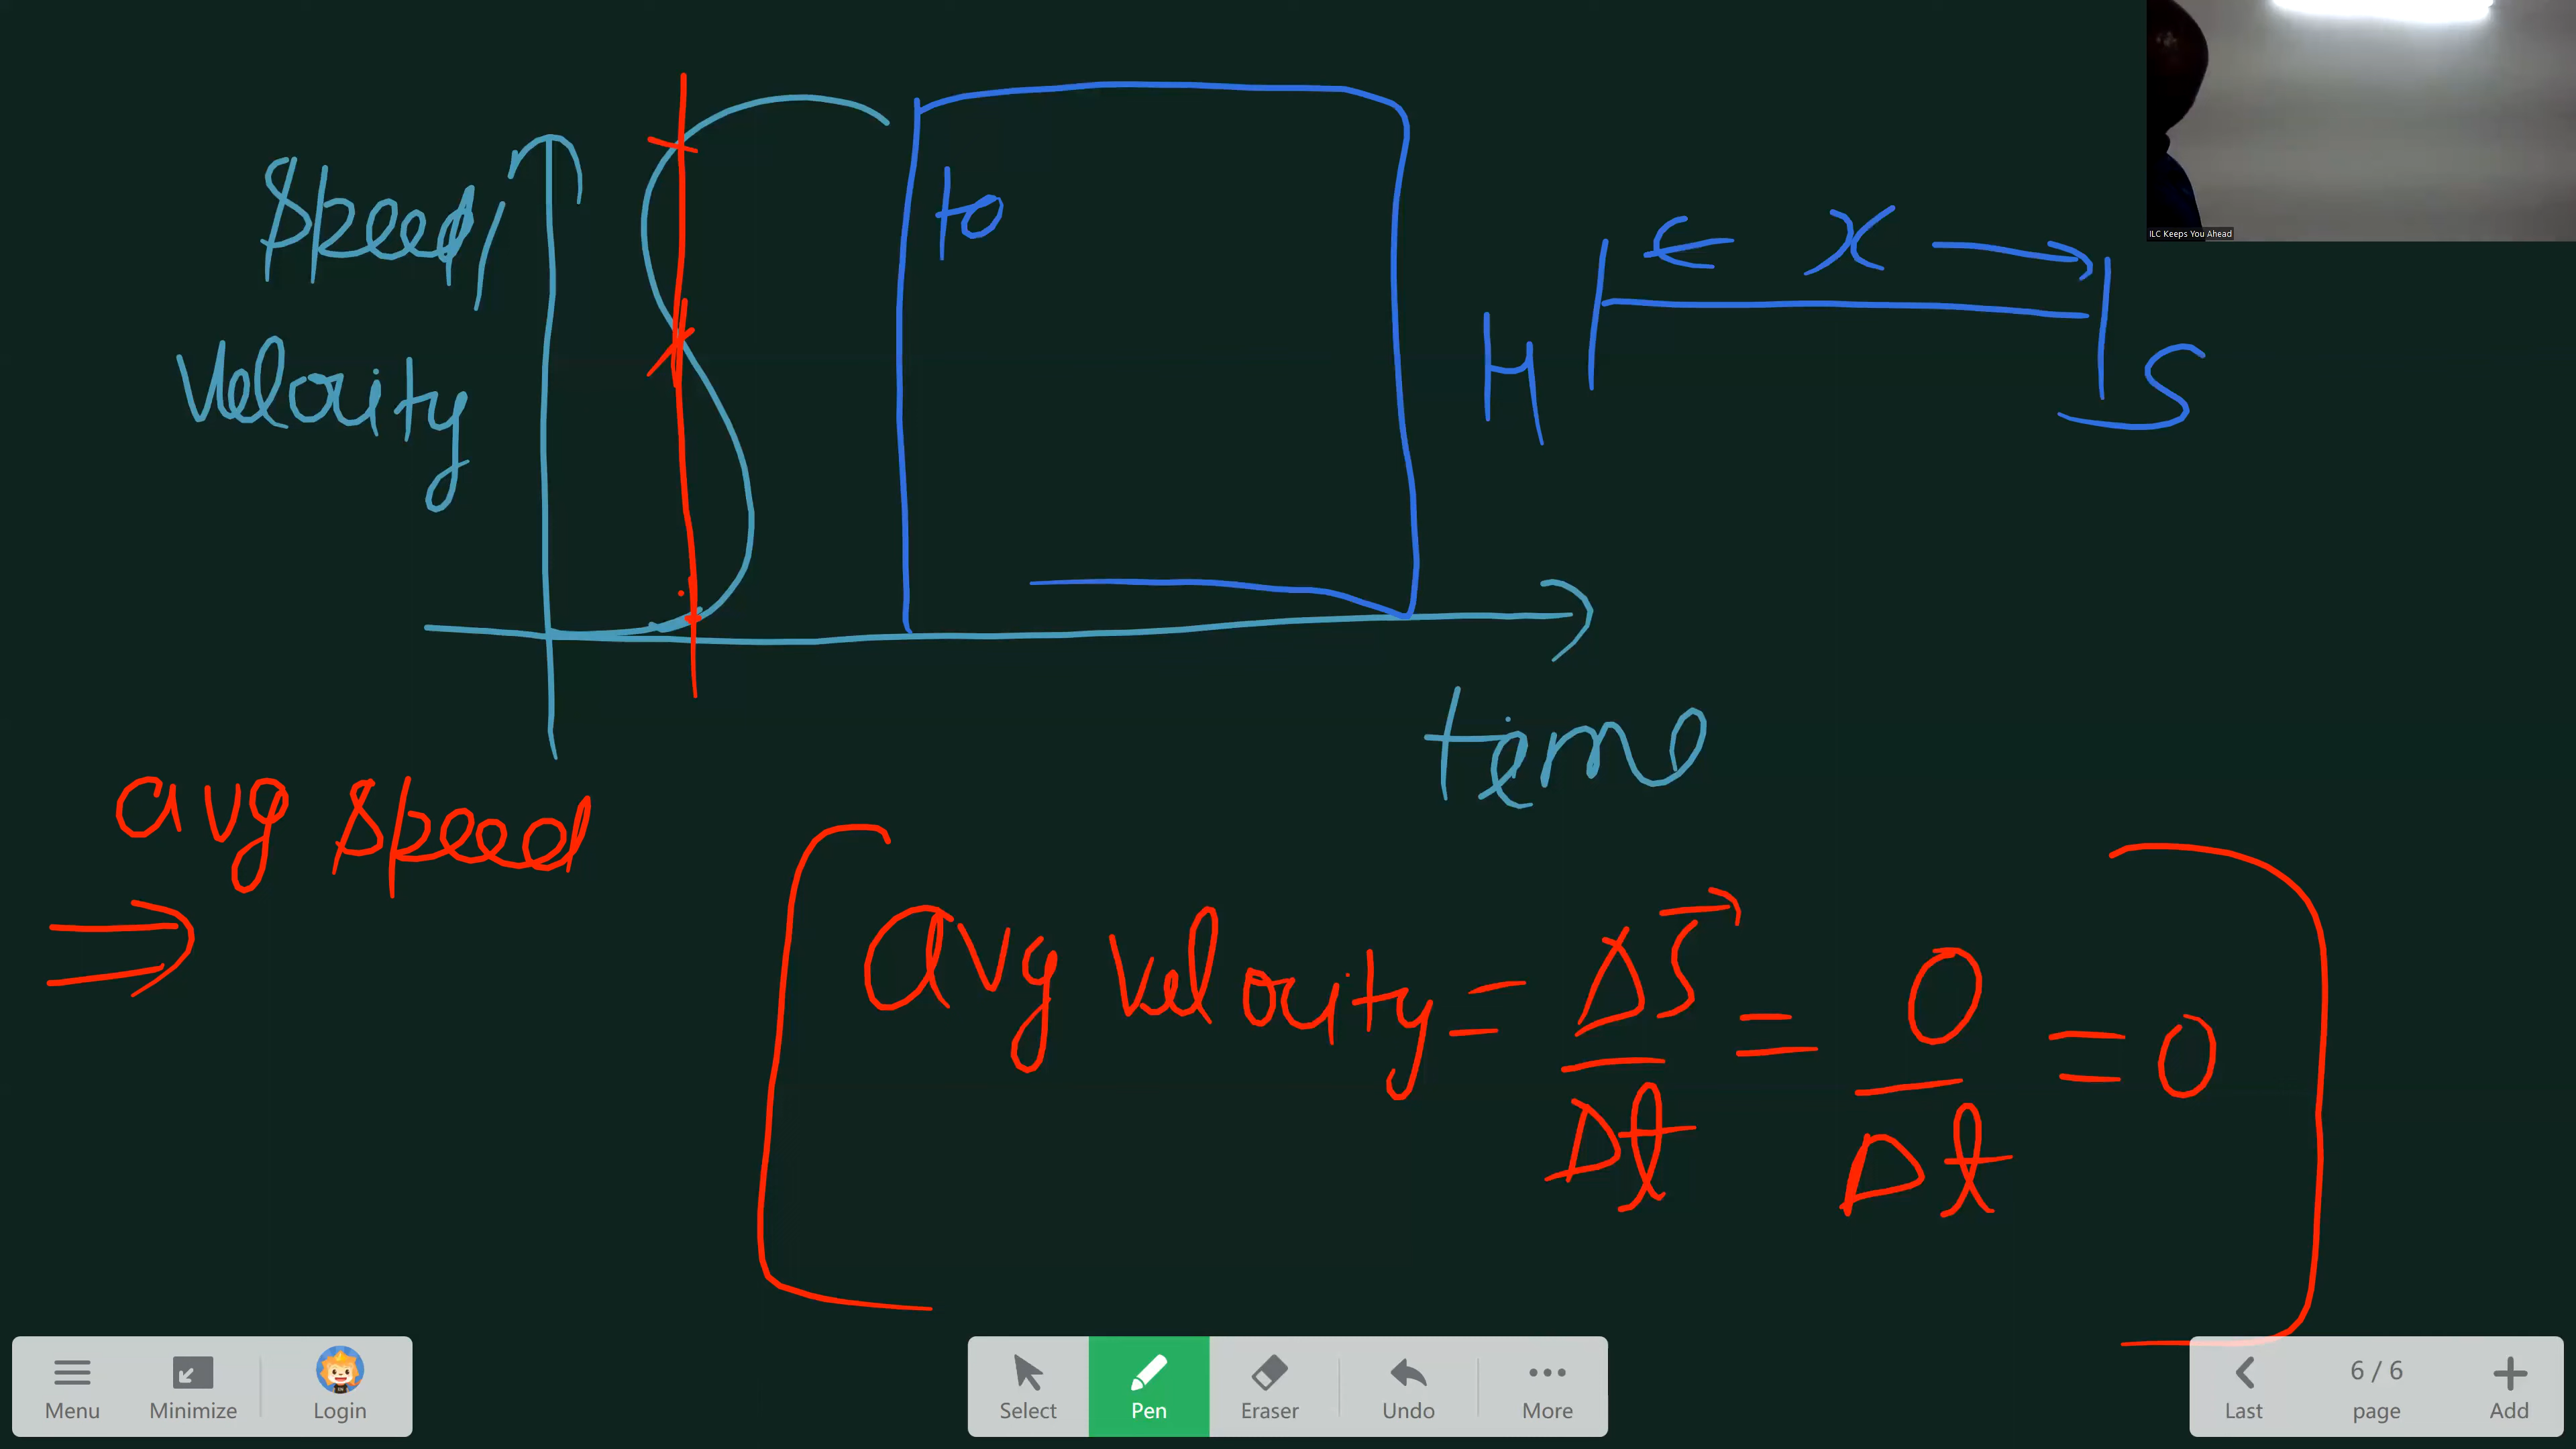 ILC Keeps You Ahead
Speed,
Velocity
to
← x →
H
S
time
avg speed
⇒
avg velocity = Δs⃗/Δt = 0/Δt = 0
Menu
Minimize
Login
Select
Pen
Eraser
Undo
More
Last
6 / 6
page
Add